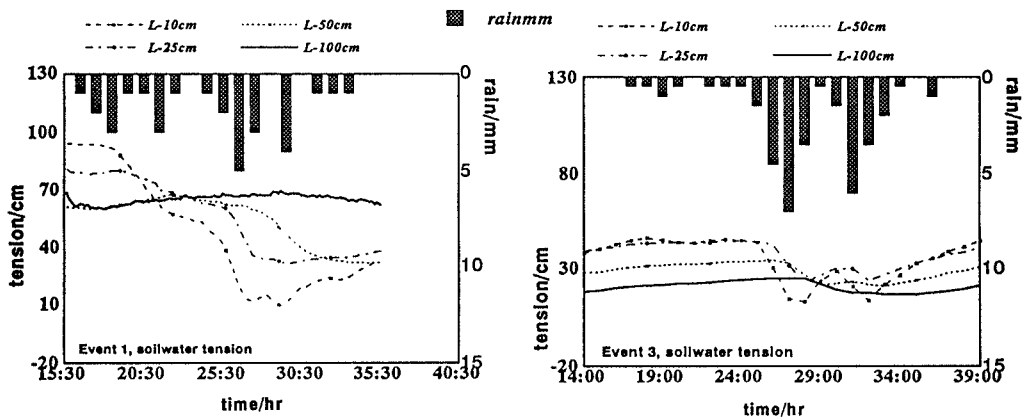 L-10cm L-50cm
L-25cm L-100cm
rainmm
L-10cm L-50cm
L-25cm L-100cm
130
100
70
40
10
-20
tension/cm
0
5
10
15
rain/mm
Event 1, soilwater tension
15:30 20:30 25:30 30:30 35:30 40:30
time/hr
130
80
30
-20
tension/cm
0
5
10
15
rain/mm
Event 3, soilwater tension
14:00 19:00 24:00 29:00 34:00 39:00
time/hr